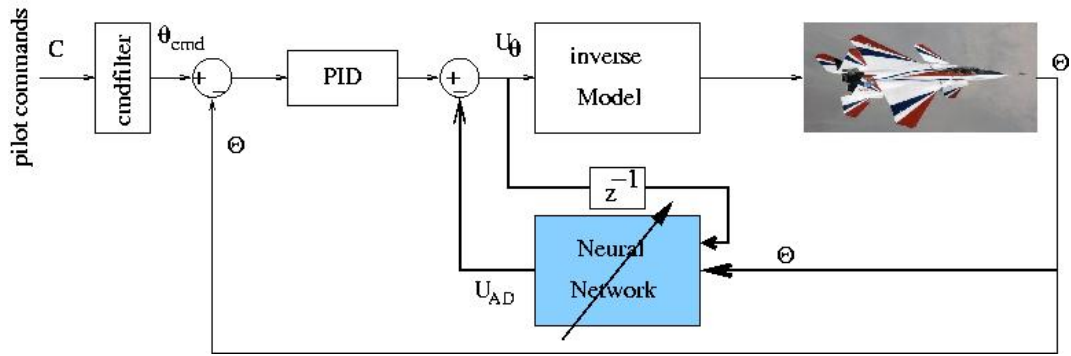 pilot commands
C
cmdfilter
θcmd
+
−
PID
+
−
Uθ
inverse
Model
Θ
Θ
z−1
Neural
Network
Θ
UAD